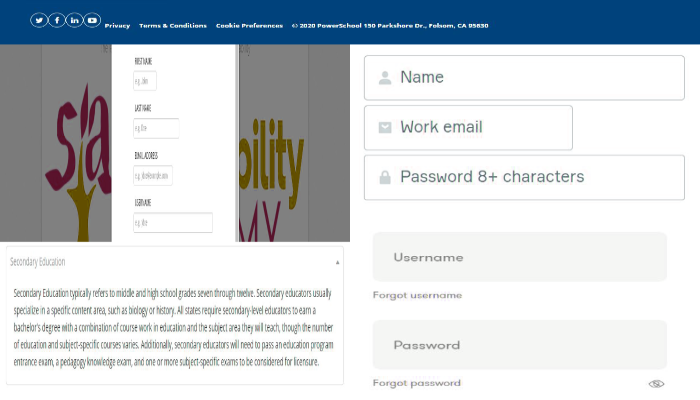 Privacy Terms & Conditions Cookie Preferences © 2020 PowerSchool 150 Parkshore Dr., Folsom, CA 95630
FIRST NAME
e.g. John
LAST NAME
e.g. Doe
EMAIL ADDRESS
e.g. jdoe@example.com
USERNAME
e.g. jdoe
bility
MY
Secondary Education
Secondary Education typically refers to middle and high school grades seven through twelve. Secondary educators usually
specialize in a specific content area, such as biology or history. All states require secondary-level educators to earn a
bachelor's degree with a combination of course work in education and the subject area they will teach, though the number
of education and subject-specific courses varies. Additionally, secondary educators will need to pass an education program
entrance exam, a pedagogy knowledge exam, and one or more subject-specific exams to be considered for licensure.
Name
Work email
Password 8+ characters
Username
Forgot username
Password
Forgot password